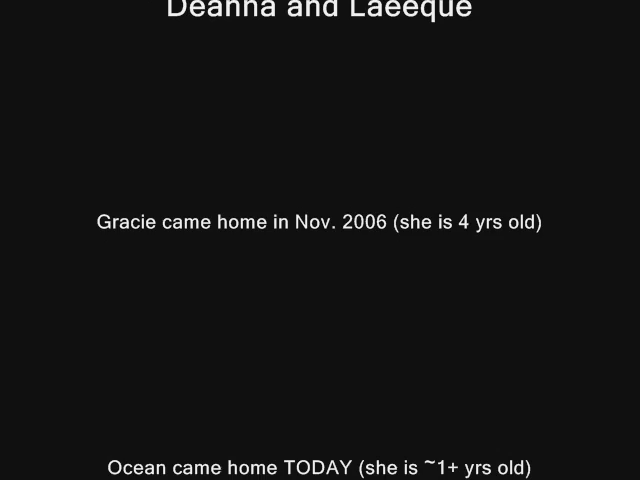 Deanna and Laeeque
Gracie came home in Nov. 2006 (she is 4 yrs old)
Ocean came home TODAY (she is ~1+ yrs old)